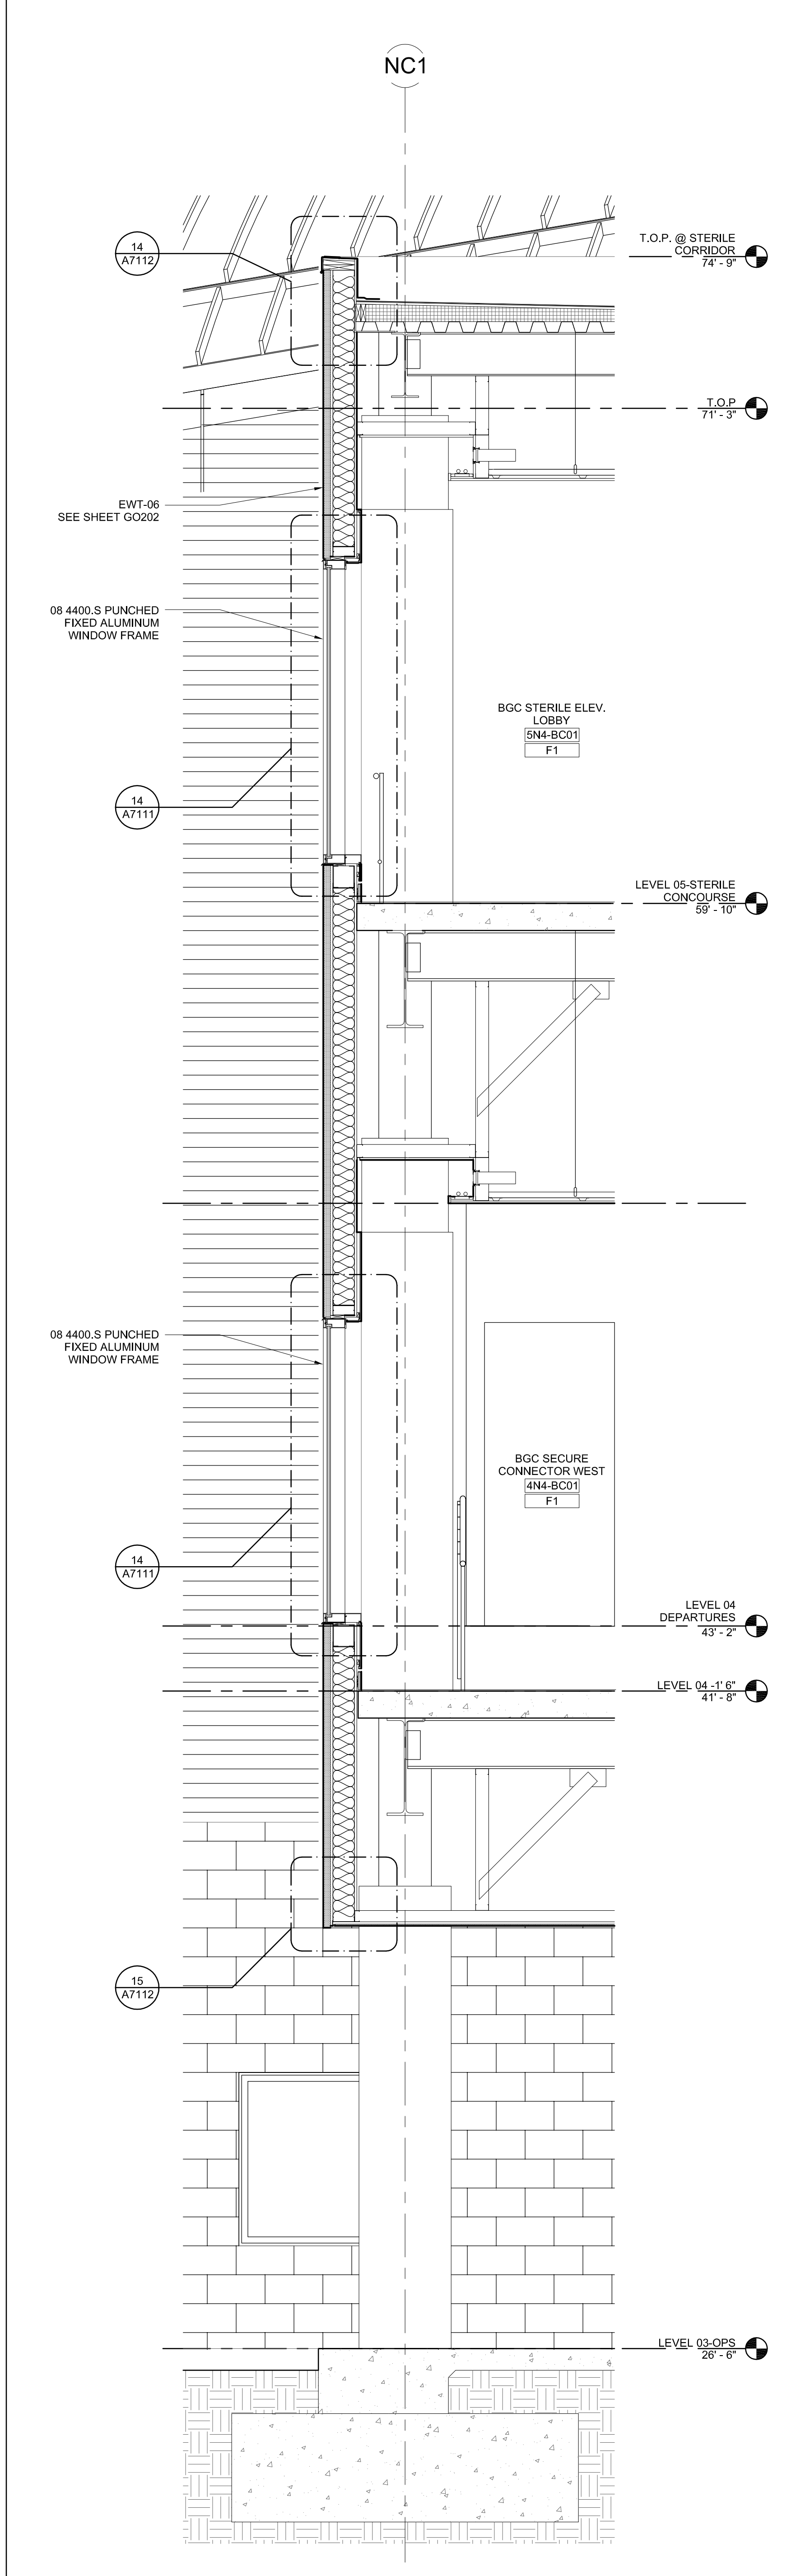 NC1
14
A7112
T.O.P. @ STERILE
CORRIDOR
74' - 9"
T.O.P
71' - 3"
EWT-06
SEE SHEET GO202
08 4400.S PUNCHED
FIXED ALUMINUM
WINDOW FRAME
BGC STERILE ELEV.
LOBBY
5N4-BC01
F1
14
A7111
LEVEL 05-STERILE
CONCOURSE
59' - 10"
08 4400.S PUNCHED
FIXED ALUMINUM
WINDOW FRAME
BGC SECURE
CONNECTOR WEST
4N4-BC01
F1
14
A7111
LEVEL 04
DEPARTURES
43' - 2"
LEVEL 04 -1' 6"
41' - 8"
15
A7112
LEVEL 03-OPS
26' - 6"